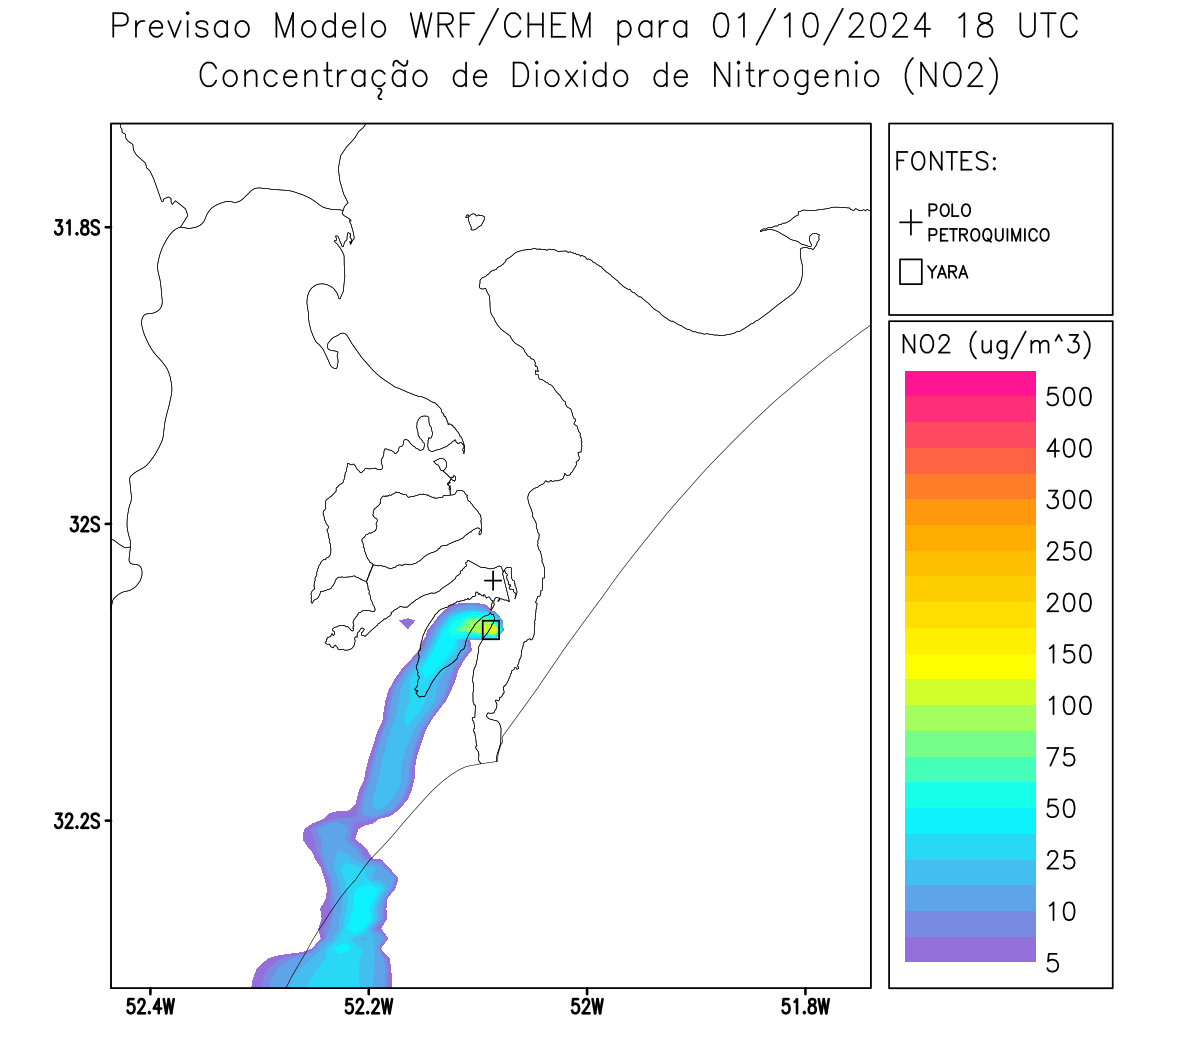 Previsao Modelo WRF/CHEM para 01/10/2024 18 UTC
Concentração de Dioxido de Nitrogenio (NO2)
FONTES:
POLO
PETROQUIMICO
YARA
NO2 (ug/m^3)
500
400
300
250
200
150
100
75
50
25
10
5
31.8S
32S
32.2S
52.4W
52.2W
52W
51.8W